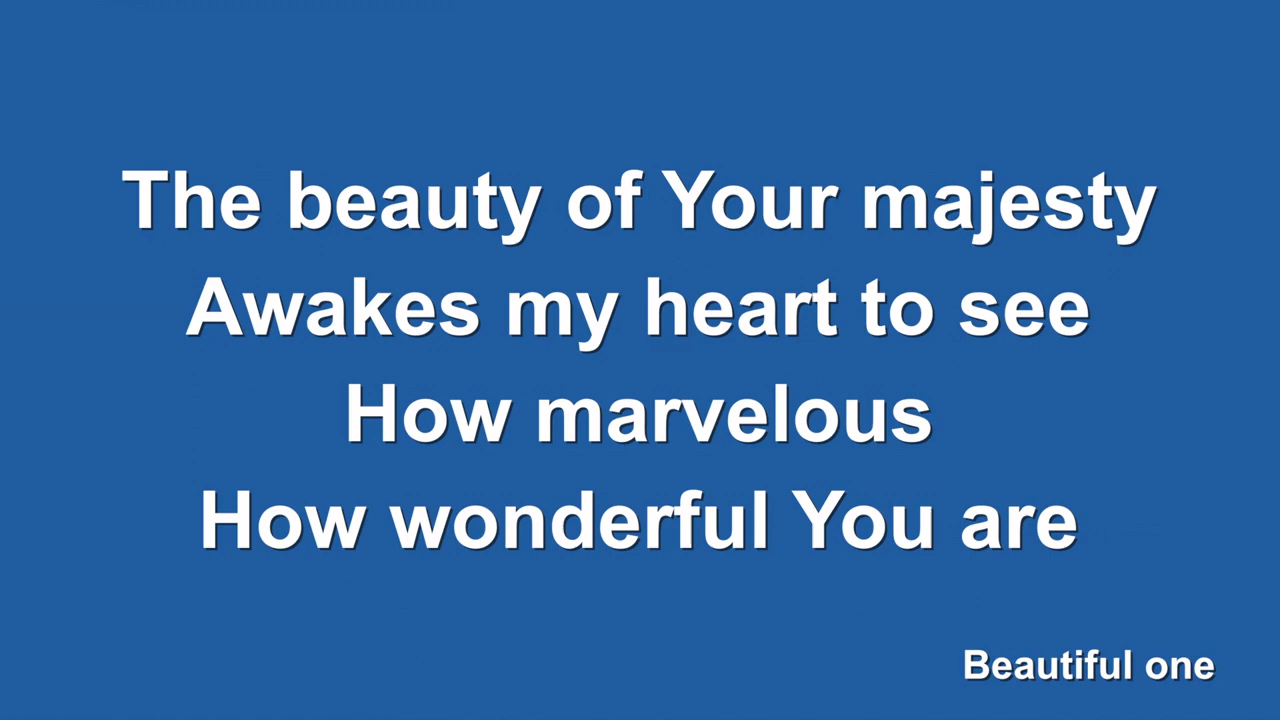 The beauty of Your majesty
Awakes my heart to see
How marvelous
How wonderful You are
Beautiful one